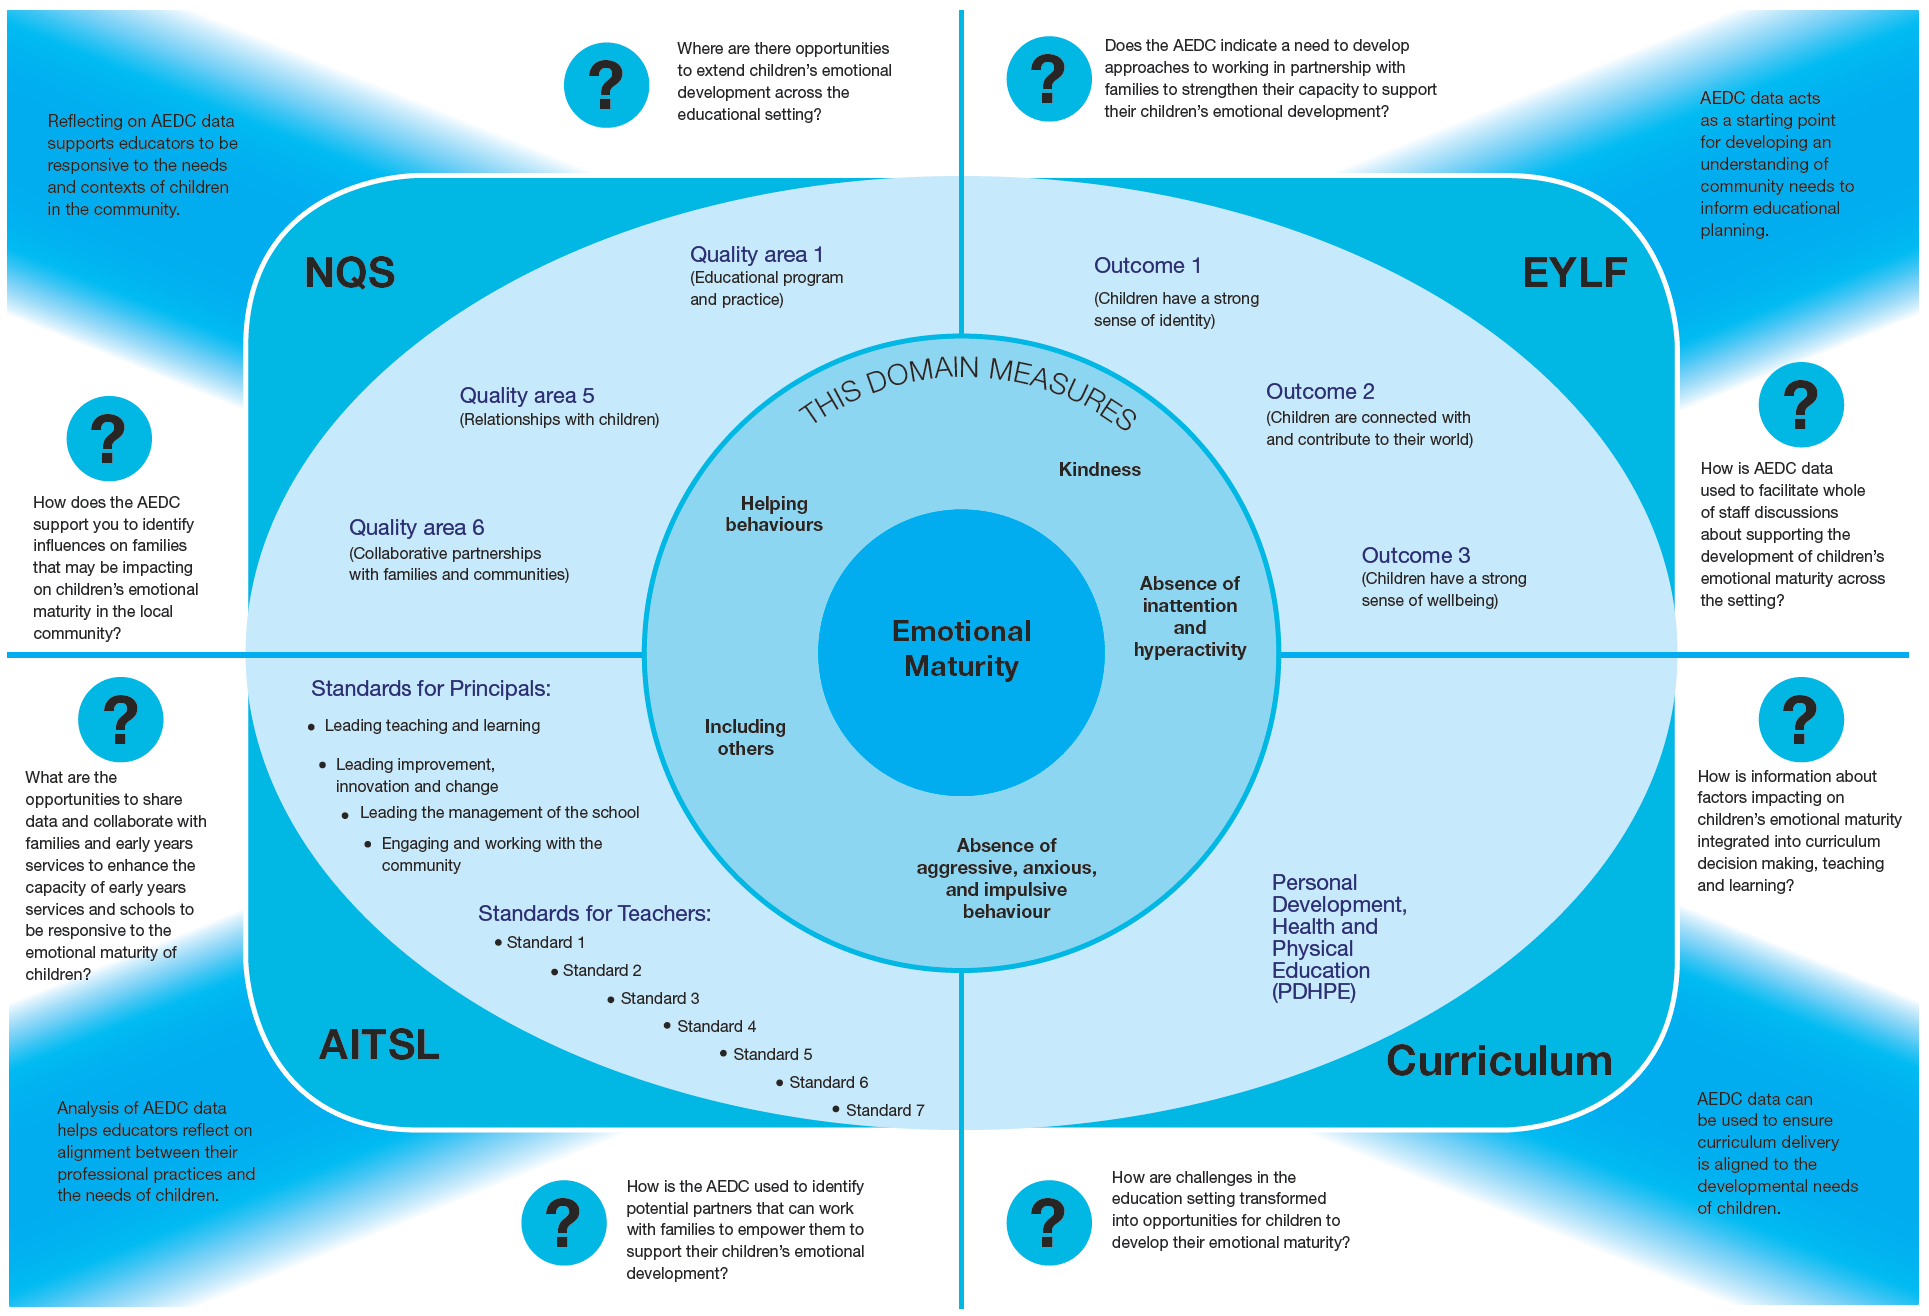 Where are there opportunities
to extend children's emotional
development across the
educational setting?
Does the AEDC indicate a need to develop
approaches to working in partnership with
families to strengthen their capacity to support
their children's emotional development?
Reflecting on AEDC data
supports educators to be
responsive to the needs
and contexts of children
in the community.
AEDC data acts
as a starting point
for developing an
understanding of
community needs to
inform educational
planning.
NQS
Quality area 1
(Educational program
and practice)
Quality area 5
(Relationships with children)
Quality area 6
(Collaborative partnerships
with families and communities)
EYLF
Outcome 1
(Children have a strong
sense of identity)
Outcome 2
(Children are connected with
and contribute to their world)
Outcome 3
(Children have a strong
sense of wellbeing)
?
?
?
?
How does the AEDC
support you to identify
influences on families
that may be impacting
on children's emotional
maturity in the local
community?
How is AEDC data
used to facilitate whole
of staff discussions
about supporting the
development of children's
emotional maturity across
the setting?
THIS DOMAIN MEASURES
Kindness
Helping
behaviours
Absence of
inattention
and
hyperactivity
Emotional
Maturity
Including
others
Absence of
aggressive, anxious,
and impulsive
behaviour
?
What are the
opportunities to share
data and collaborate with
families and early years
services to enhance the
capacity of early years
services and schools to
be responsive to the
emotional maturity of
children?
Standards for Principals:
• Leading teaching and learning
• Leading improvement,
innovation and change
• Leading the management of the school
• Engaging and working with the
community
Standards for Teachers:
• Standard 1
• Standard 2
• Standard 3
• Standard 4
• Standard 5
• Standard 6
• Standard 7
AITSL
Personal
Development,
Health and
Physical
Education
(PDHPE)
Curriculum
?
How is information about
factors impacting on
children's emotional maturity
integrated into curriculum
decision making, teaching
and learning?
Analysis of AEDC data
helps educators reflect on
alignment between their
professional practices and
the needs of children.
?
How is the AEDC used to identify
potential partners that can work
with families to empower them to
support their children's emotional
development?
?
How are challenges in the
education setting transformed
into opportunities for children to
develop their emotional maturity?
AEDC data can
be used to ensure
curriculum delivery
is aligned to the
developmental needs
of children.